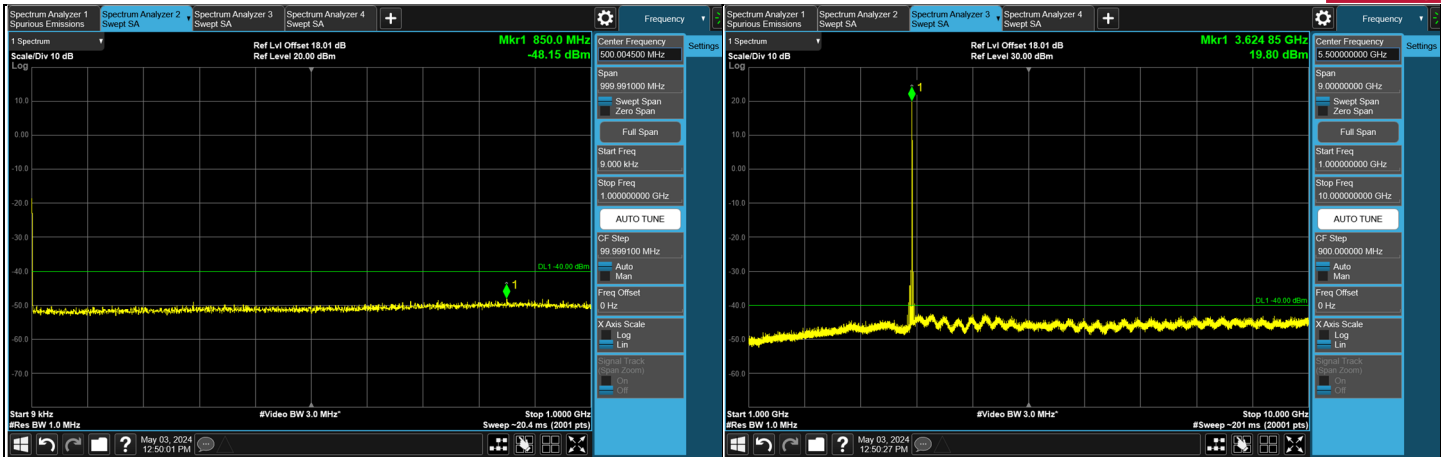 Spectrum Analyzer 1
Spurious Emissions
Spectrum Analyzer 2
Swept SA
Spectrum Analyzer 3
Swept SA
Spectrum Analyzer 4
Swept SA
Frequency
1 Spectrum
Scale/Div 10 dB
Log
Ref Lvl Offset 18.01 dB
Ref Level 20.00 dBm
Mkr1 850.0 MHz
-48.15 dBm
10.0
0.00
-10.0
-20.0
-30.0
-40.0
-50.0
-60.0
-70.0
DL1 -40.00 dBm
1
Start 9 kHz
#Res BW 1.0 MHz
#Video BW 3.0 MHz*
Stop 1.0000 GHz
Sweep ~20.4 ms (2001 pts)
May 03, 2024
12:50:01 PM
Center Frequency
500.004500 MHz
Settings
Span
999.991000 MHz
Swept Span
Zero Span
Full Span
Start Freq
9.000 kHz
Stop Freq
1.000000000 GHz
AUTO TUNE
CF Step
99.999100 MHz
Auto
Man
Freq Offset
0 Hz
X Axis Scale
Log
Lin
Signal Track
(Span Zoom)
On
Off
Spectrum Analyzer 1
Spurious Emissions
Spectrum Analyzer 2
Swept SA
Spectrum Analyzer 3
Swept SA
Spectrum Analyzer 4
Swept SA
Frequency
1 Spectrum
Scale/Div 10 dB
Log
Ref Lvl Offset 18.01 dB
Ref Level 30.00 dBm
Mkr1 3.624 85 GHz
19.80 dBm
20.0
10.0
0.00
-10.0
-20.0
-30.0
-40.0
-50.0
-60.0
DL1 -40.00 dBm
1
Start 1.000 GHz
#Res BW 1.0 MHz
#Video BW 3.0 MHz*
Stop 10.000 GHz
#Sweep ~201 ms (20001 pts)
May 03, 2024
12:50:27 PM
Center Frequency
5.500000000 GHz
Settings
Span
9.00000000 GHz
Swept Span
Zero Span
Full Span
Start Freq
1.000000000 GHz
Stop Freq
10.000000000 GHz
AUTO TUNE
CF Step
900.000000 MHz
Auto
Man
Freq Offset
0 Hz
X Axis Scale
Log
Lin
Signal Track
(Span Zoom)
On
Off